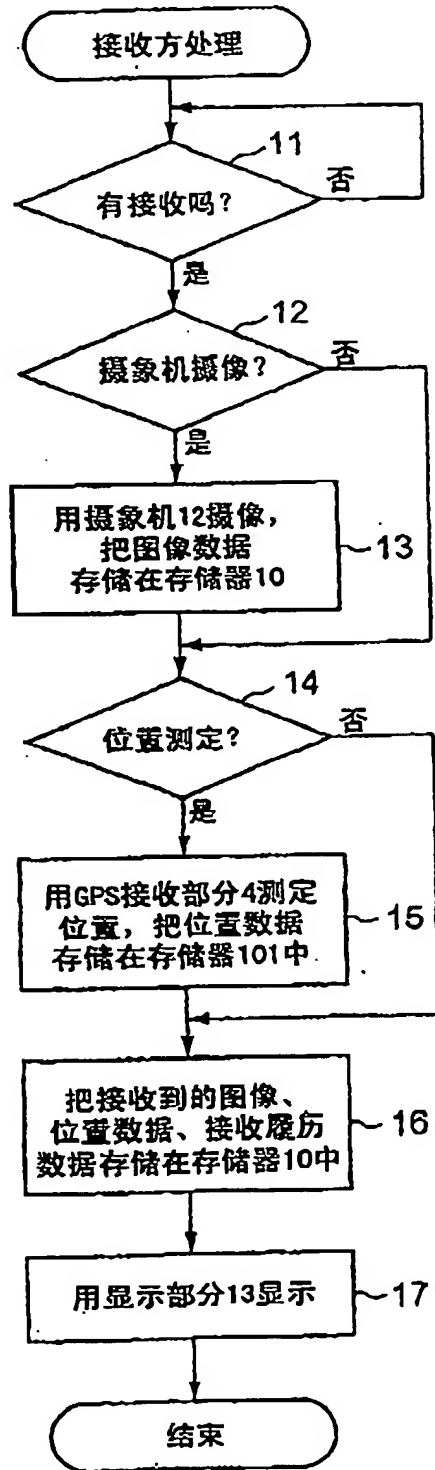 接收方处理
11
有接收吗?
否
是
12
摄象机摄像?
否
是
用摄象机12摄像,
把图像数据
存储在存储器10
13
14
位置测定?
否
是
用GPS接收部分4测定
位置, 把位置数据
存储在存储器101中
15
把接收到的图像、
位置数据、接收履历
数据存储在存储器10中
16
用显示部分13显示
17
结束